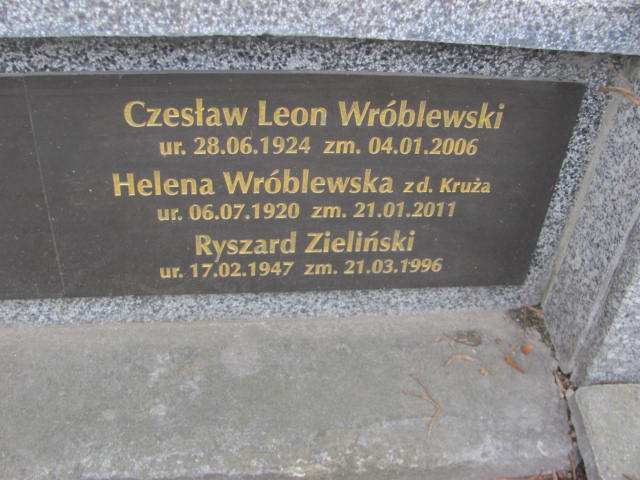 Czesław Leon Wróblewski
ur. 28.06.1924 zm. 04.01.2006
Helena Wróblewska z d. Kruża
ur. 06.07.1920 zm. 21.01.2011
Ryszard Zieliński
ur. 17.02.1947 zm. 21.03.1996